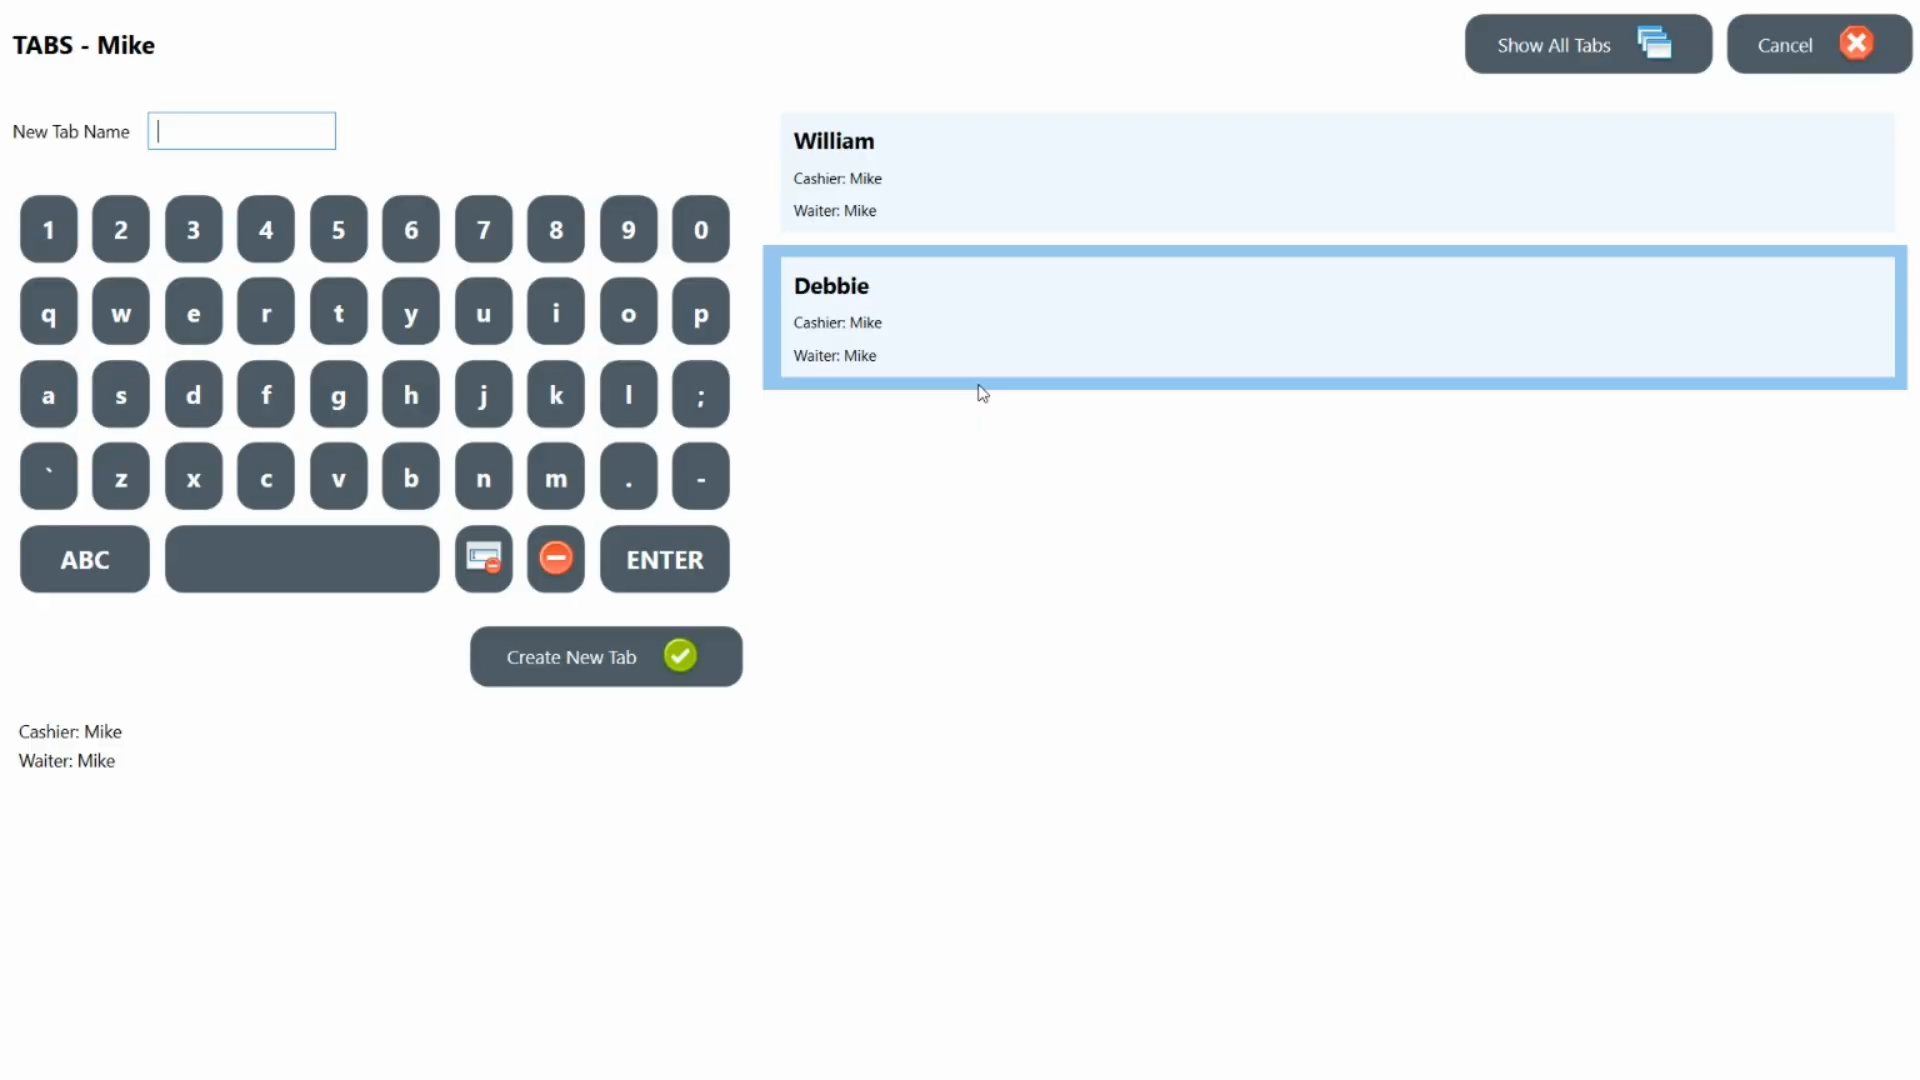 TABS - Mike
Show All Tabs
Cancel
New Tab Name
William
Cashier: Mike
Waiter: Mike
Debbie
Cashier: Mike
Waiter: Mike
1 2 3 4 5 6 7 8 9 0
q w e r t y u i o p
a s d f g h j k l ;
` z x c v b n m . -
ABC ENTER
Create New Tab
Cashier: Mike
Waiter: Mike